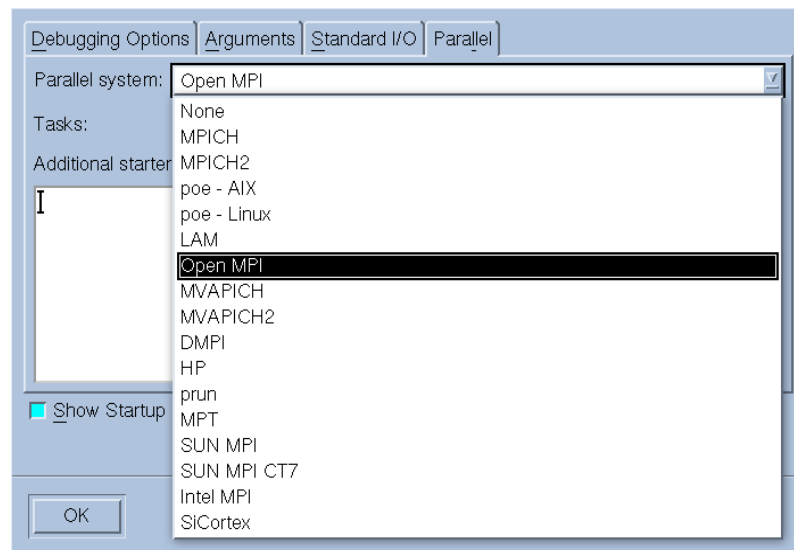 Debugging Options Arguments Standard I/O Parallel
Parallel system: Open MPI
Tasks:
Additional starter
None
MPICH
MPICH2
poe - AIX
poe - Linux
LAM
Open MPI
MVAPICH
MVAPICH2
DMPI
HP
prun
MPT
SUN MPI
SUN MPI CT7
Intel MPI
SiCortex
Show Startup
OK